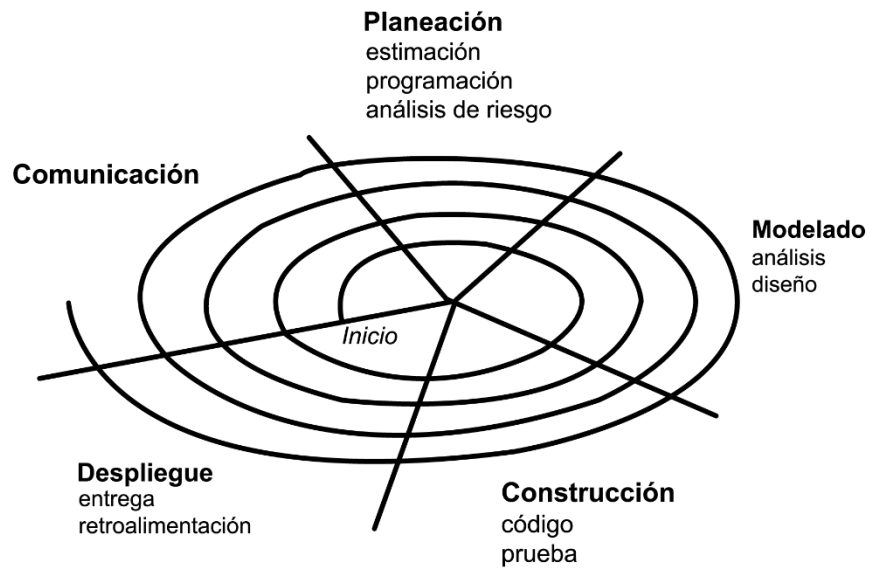 Planeación
estimación
programación
análisis de riesgo
Comunicación
Modelado
análisis
diseño
Inicio
Despliegue
entrega
retroalimentación
Construcción
código
prueba